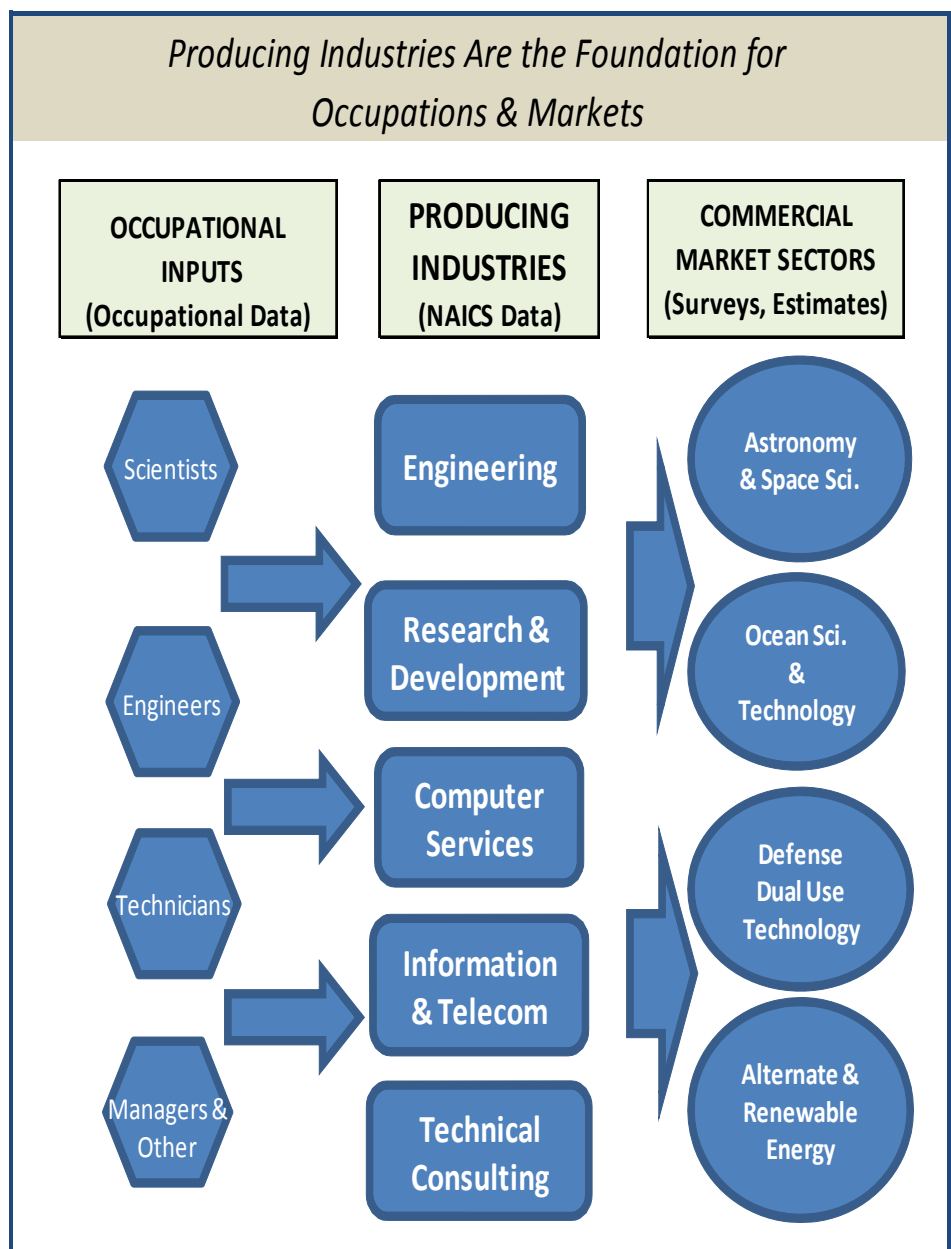 Producing Industries Are the Foundation for
Occupations & Markets
OCCUPATIONAL
INPUTS
(Occupational Data)
PRODUCING
INDUSTRIES
(NAICS Data)
COMMERCIAL
MARKET SECTORS
(Surveys, Estimates)
Scientists
Engineers
Technicians
Managers &
Other
Engineering
Research &
Development
Computer
Services
Information
& Telecom
Technical
Consulting
Astronomy
& Space Sci.
Ocean Sci.
&
Technology
Defense
Dual Use
Technology
Alternate &
Renewable
Energy